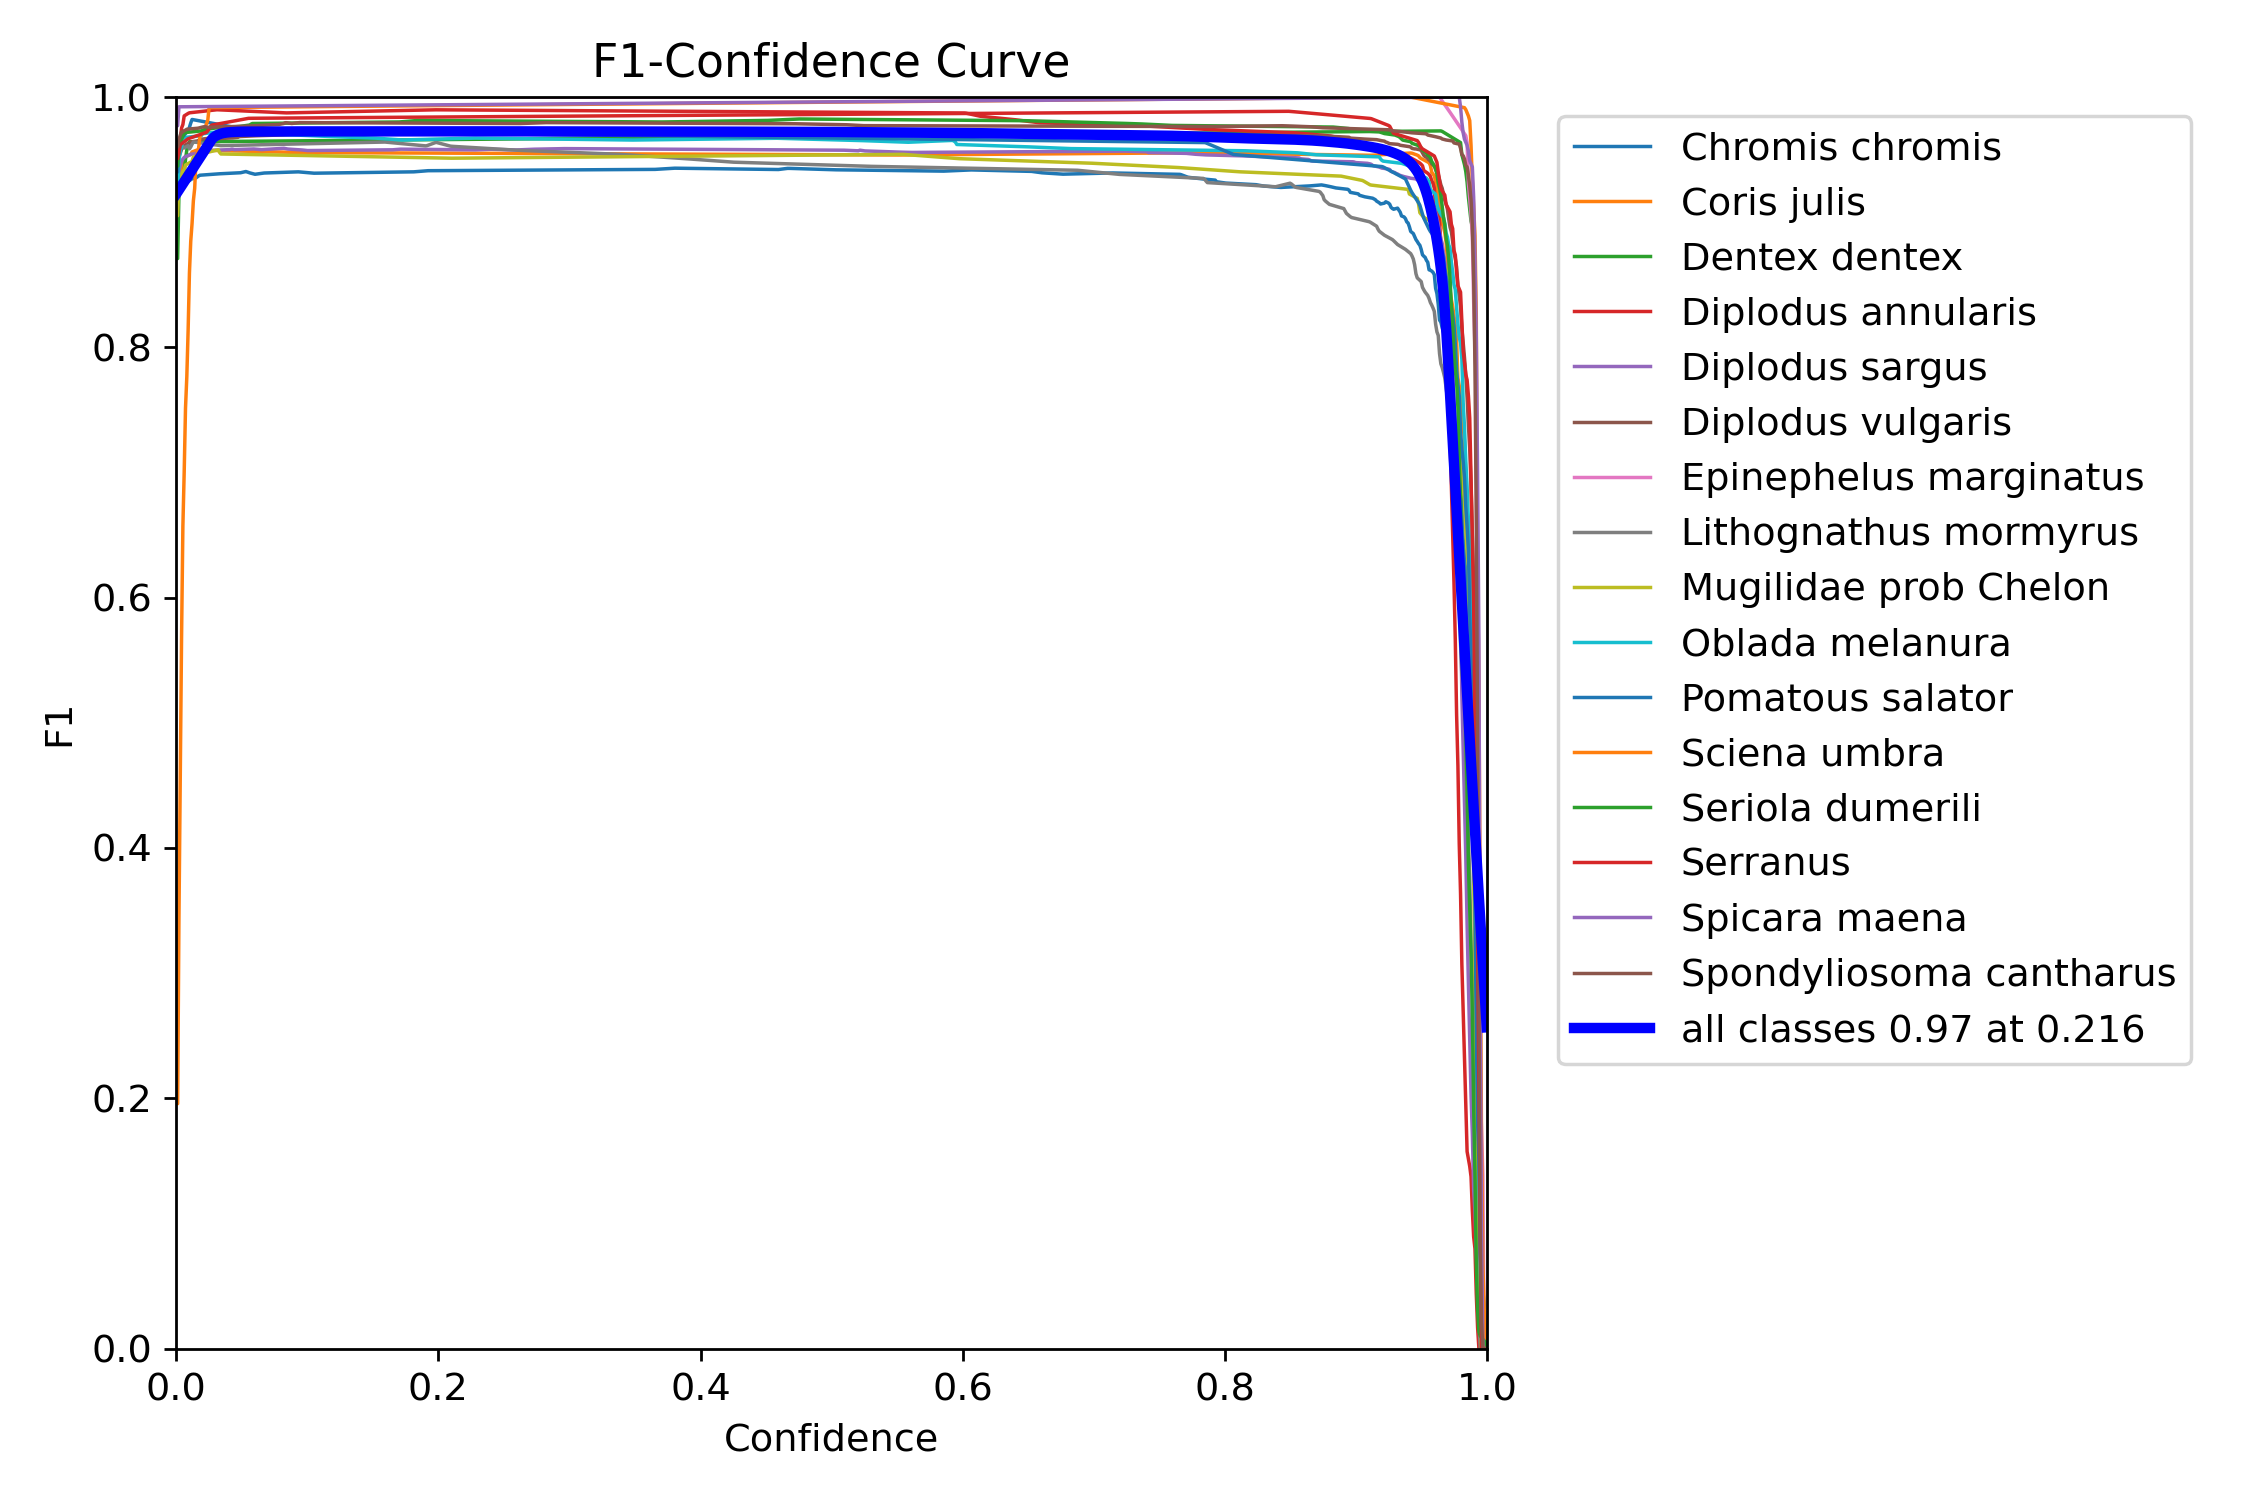 F1-Confidence Curve
1.0
0.8
0.6
0.4
0.2
0.0
F1
0.0 0.2 0.4 0.6 0.8 1.0
Confidence
Chromis chromis
Coris julis
Dentex dentex
Diplodus annularis
Diplodus sargus
Diplodus vulgaris
Epinephelus marginatus
Lithognathus mormyrus
Mugilidae prob Chelon
Oblada melanura
Pomatous salator
Sciena umbra
Seriola dumerili
Serranus
Spicara maena
Spondyliosoma cantharus
all classes 0.97 at 0.216